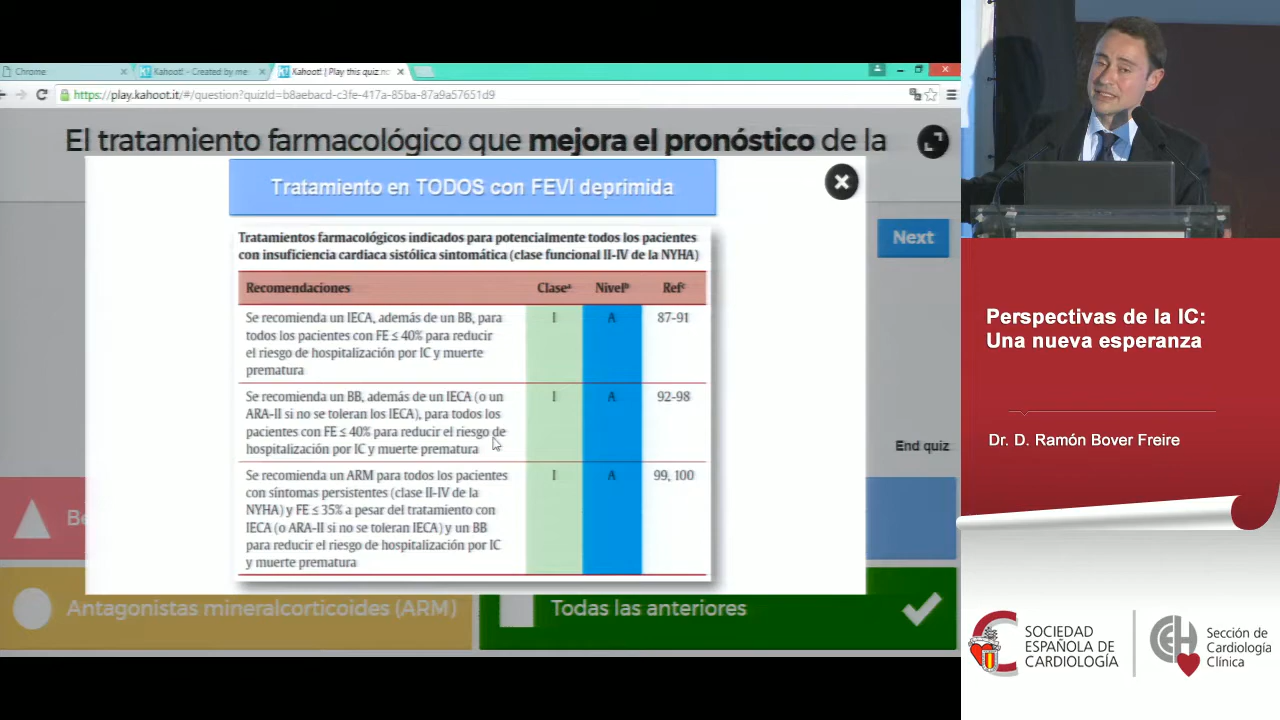 Chrome
Kahoot! - Created by me
Kahoot! | Play this quiz no
https://play.kahoot.it/#/question?quizId=b8aebacd-c3fe-417a-85ba-87a9a57651d9
El tratamiento farmacológico que mejora el pronóstico de la
Tratamiento en TODOS con FEVI deprimida
Next
Tratamientos farmacológicos indicados para potencialmente todos los pacientes
con insuficiencia cardiaca sistólica sintomática (clase funcional II-IV de la NYHA)
Recomendaciones Claseª Nivelᵇ Refᶜ
Se recomienda un IECA, además de un BB, para I A 87-91
todos los pacientes con FE ≤ 40% para reducir
el riesgo de hospitalización por IC y muerte
prematura
Se recomienda un BB, además de un IECA (o un I A 92-98
ARA-II si no se toleran los IECA), para todos los
pacientes con FE ≤ 40% para reducir el riesgo de
hospitalización por IC y muerte prematura
Se recomienda un ARM para todos los pacientes I A 99, 100
con síntomas persistentes (clase II-IV de la
NYHA) y FE ≤ 35% a pesar del tratamiento con
IECA (o ARA-II si no se toleran IECA) y un BB
para reducir el riesgo de hospitalización por IC
y muerte prematura
End quiz
Be
Antagonistas mineralcorticoides (ARM)
Todas las anteriores
Perspectivas de la IC:
Una nueva esperanza
Dr. D. Ramón Bover Freire
SOCIEDAD
ESPAÑOLA DE
CARDIOLOGÍA
Sección de
Cardiología
Clínica